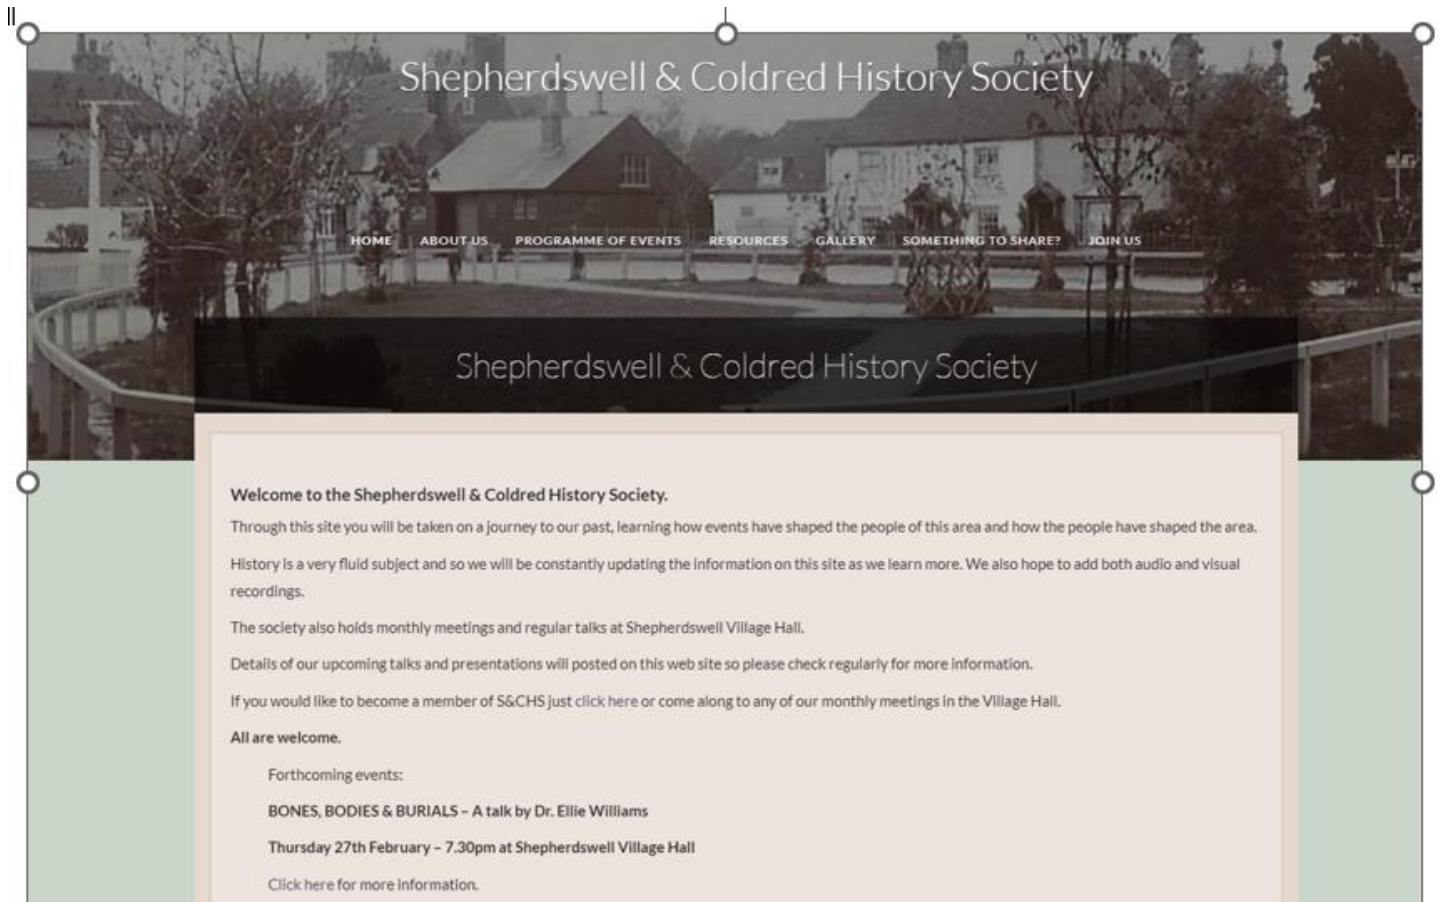 Shepherdswell & Coldred History Society
HOME ABOUT US PROGRAMME OF EVENTS RESOURCES GALLERY SOMETHING TO SHARE? JOIN US
Shepherdswell & Coldred History Society
Welcome to the Shepherdswell & Coldred History Society.
Through this site you will be taken on a journey to our past, learning how events have shaped the people of this area and how the people have shaped the area.
History is a very fluid subject and so we will be constantly updating the information on this site as we learn more. We also hope to add both audio and visual
recordings.
The society also holds monthly meetings and regular talks at Shepherdswell Village Hall.
Details of our upcoming talks and presentations will posted on this web site so please check regularly for more information.
If you would like to become a member of S&CHS just click here or come along to any of our monthly meetings in the Village Hall.
All are welcome.
Forthcoming events:
BONES, BODIES & BURIALS – A talk by Dr. Ellie Williams
Thursday 27th February – 7.30pm at Shepherdswell Village Hall
Click here for more information.